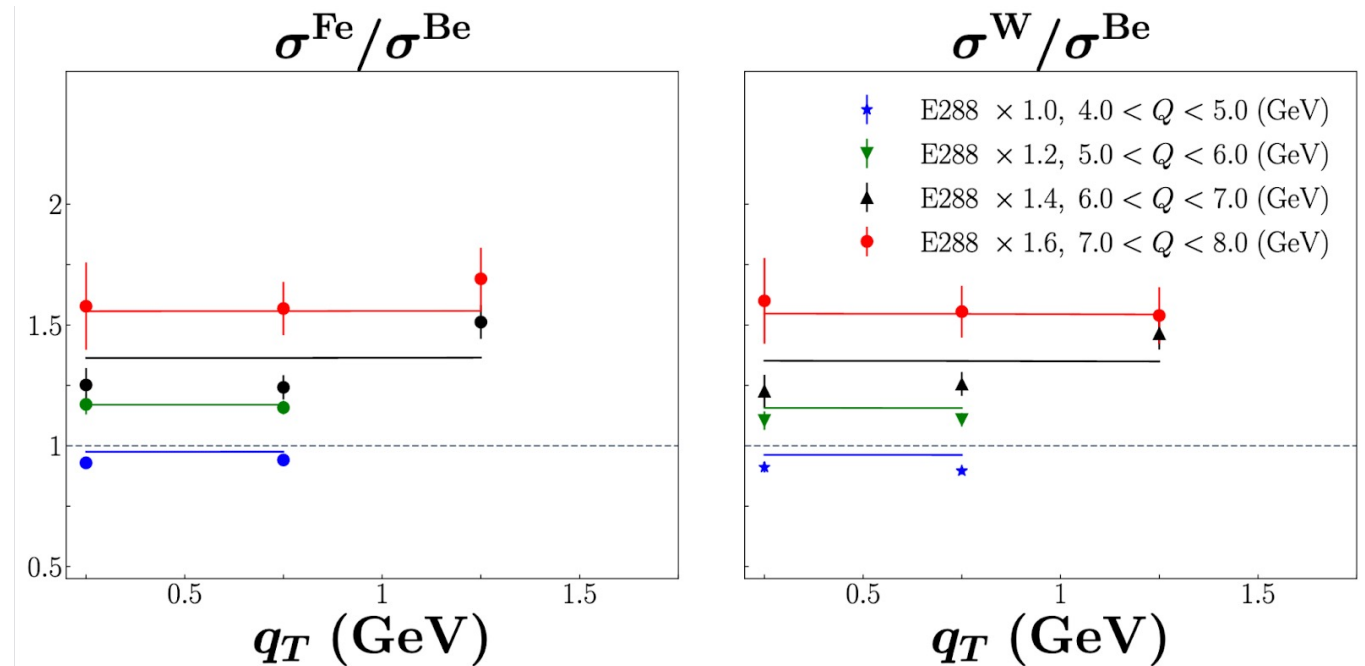 σ^Fe/σ^Be
2
1.5
1
0.5
0.5 1 1.5
q_T (GeV)
σ^W/σ^Be
E288 × 1.0, 4.0 < Q < 5.0 (GeV)
E288 × 1.2, 5.0 < Q < 6.0 (GeV)
E288 × 1.4, 6.0 < Q < 7.0 (GeV)
E288 × 1.6, 7.0 < Q < 8.0 (GeV)
0.5 1 1.5
q_T (GeV)